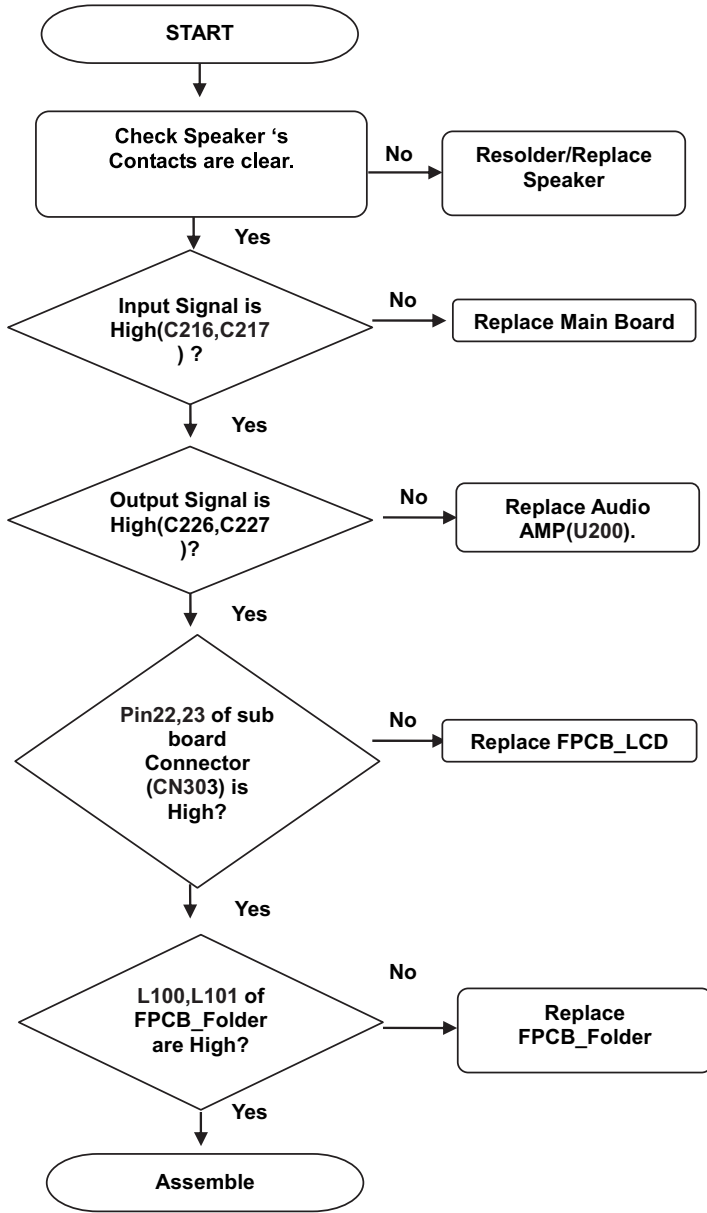 START
Check Speaker ‘s
Contacts are clear.
No
Resolder/Replace
Speaker
Yes
Input Signal is
High(C216,C217
) ?
No
Replace Main Board
Yes
Output Signal is
High(C226,C227
)?
No
Replace Audio
AMP(U200).
Yes
Pin22,23 of sub
board
Connector
(CN303) is
High?
No
Replace FPCB_LCD
Yes
L100,L101 of
FPCB_Folder
are High?
No
Replace
FPCB_Folder
Yes
Assemble